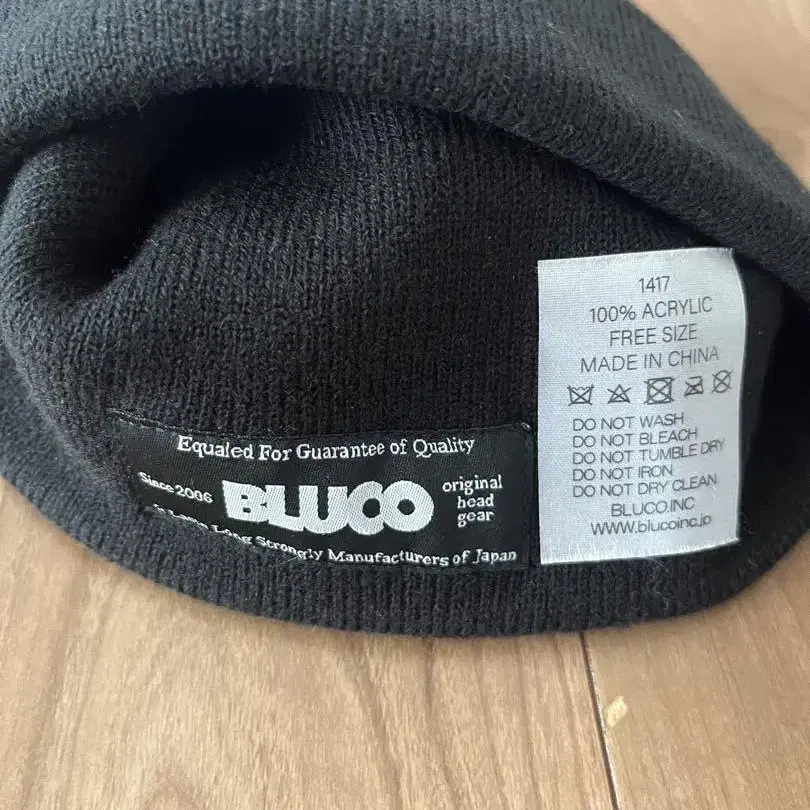 Equaled For Guarantee of Quality
Since 2006
BLUCO
original
head
gear
Long Strongly Manufacturers of Japan
1417
100% ACRYLIC
FREE SIZE
MADE IN CHINA
DO NOT WASH
DO NOT BLEACH
DO NOT TUMBLE DRY
DO NOT IRON
DO NOT DRY CLEAN
BLUCO.INC
WWW.blucoinc.jp